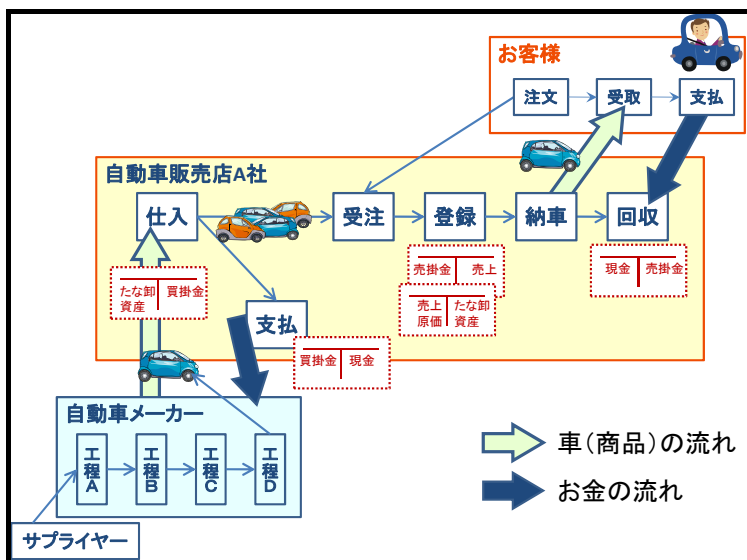 お客様
注文
受取
支払
自動車販売店A社
仕入
受注
登録
納車
回収
売掛金 売上
現金 売掛金
たな卸
資産
買掛金
売上
原価
たな卸
資産
支払
買掛金 現金
自動車メーカー
工程A
工程B
工程C
工程D
サプライヤー
車(商品)の流れ
お金の流れ